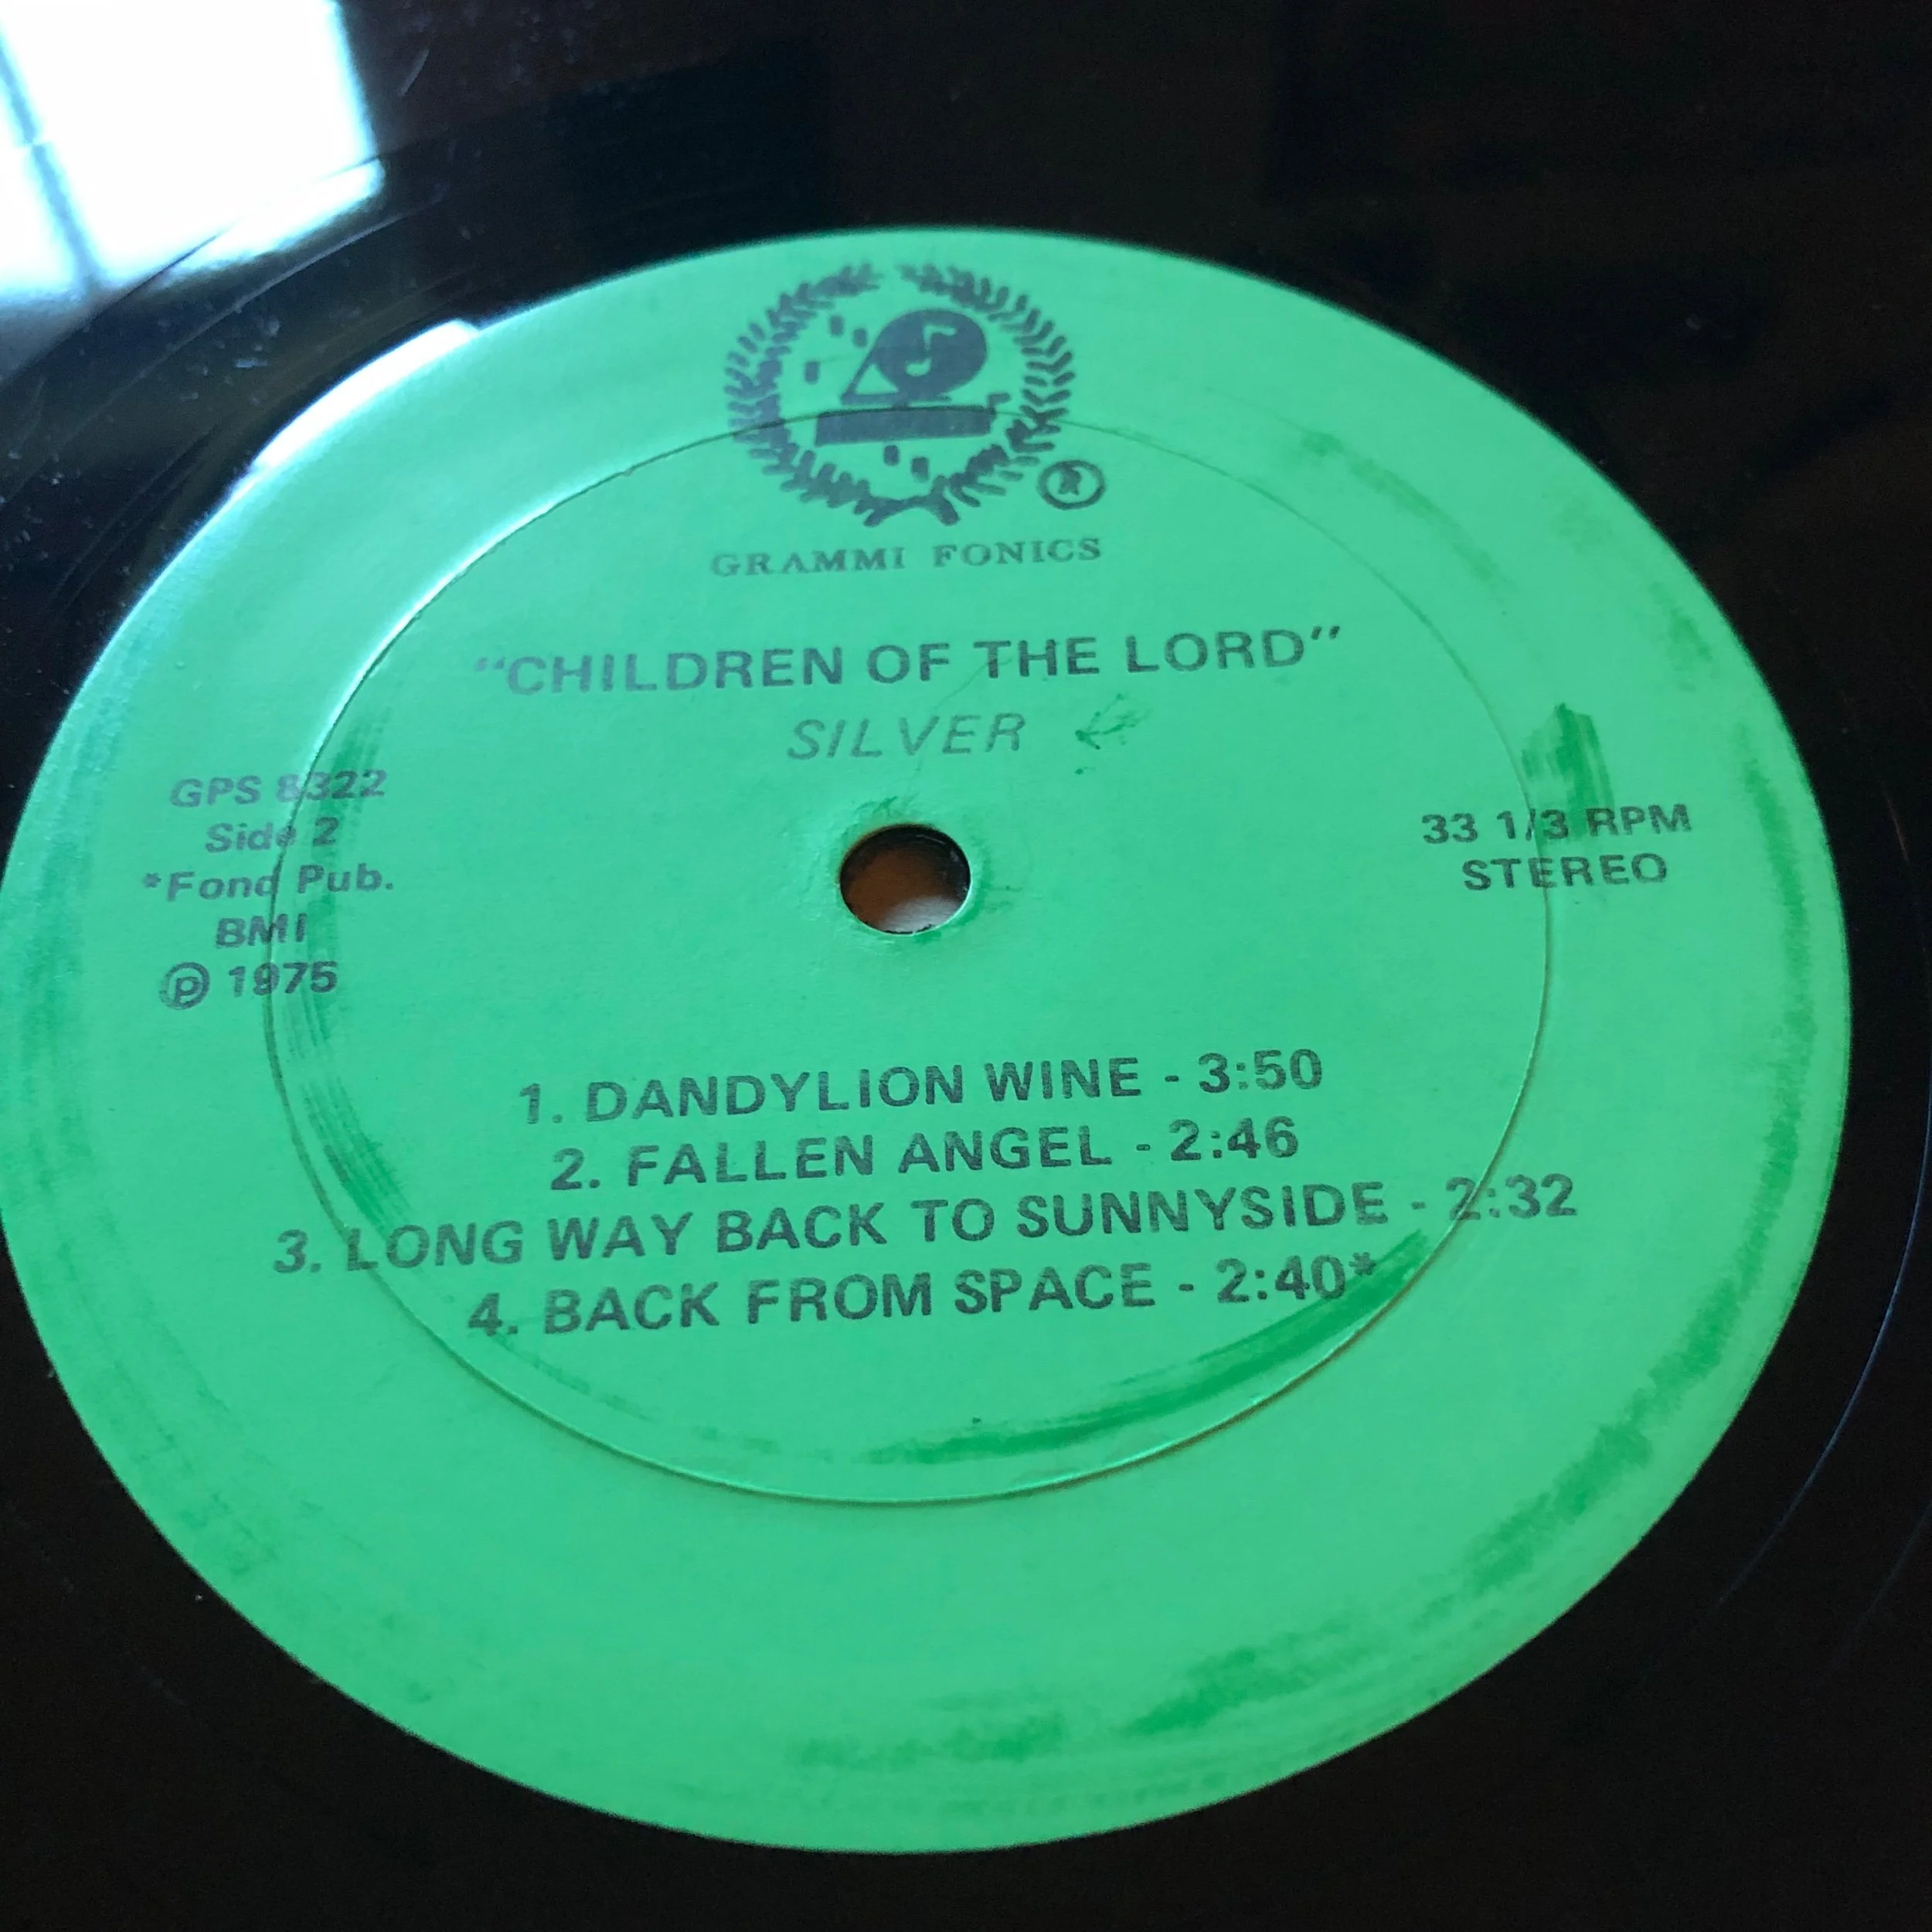 ®
GRAMMI FONICS
"CHILDREN OF THE LORD"
SILVER
GPS 8322
Side 2
*Fond Pub.
BMI
℗ 1975
33 1/3 RPM
STEREO
1. DANDYLION WINE - 3:50
2. FALLEN ANGEL - 2:46
3. LONG WAY BACK TO SUNNYSIDE - 2:32
4. BACK FROM SPACE - 2:40*